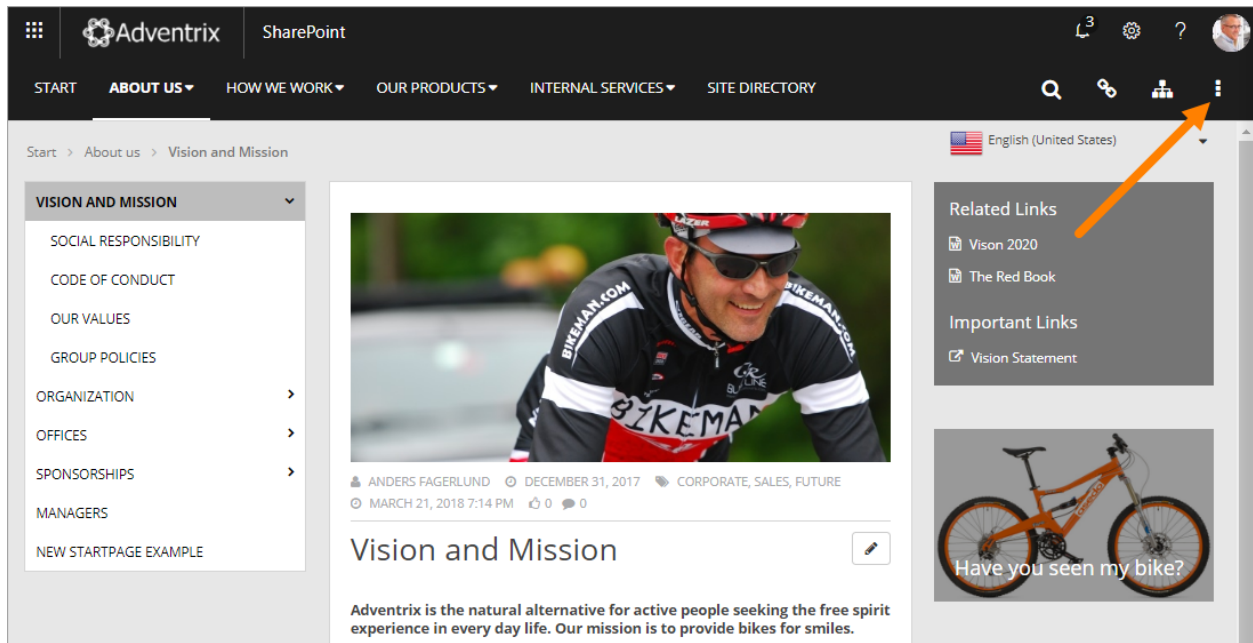 Adventrix
SharePoint
3
?
START
ABOUT US
HOW WE WORK
OUR PRODUCTS
INTERNAL SERVICES
SITE DIRECTORY
Start > About us > Vision and Mission
English (United States)
VISION AND MISSION
SOCIAL RESPONSIBILITY
CODE OF CONDUCT
OUR VALUES
GROUP POLICIES
ORGANIZATION
OFFICES
SPONSORSHIPS
MANAGERS
NEW STARTPAGE EXAMPLE
LAZER
BIKEMAN.COM
BIKEMAN
ANDERS FAGERLUND DECEMBER 31, 2017 CORPORATE, SALES, FUTURE
MARCH 21, 2018 7:14 PM 0 0
Vision and Mission
Adventrix is the natural alternative for active people seeking the free spirit
experience in every day life. Our mission is to provide bikes for smiles.
Related Links
Vison 2020
The Red Book
Important Links
Vision Statement
Have you seen my bike?